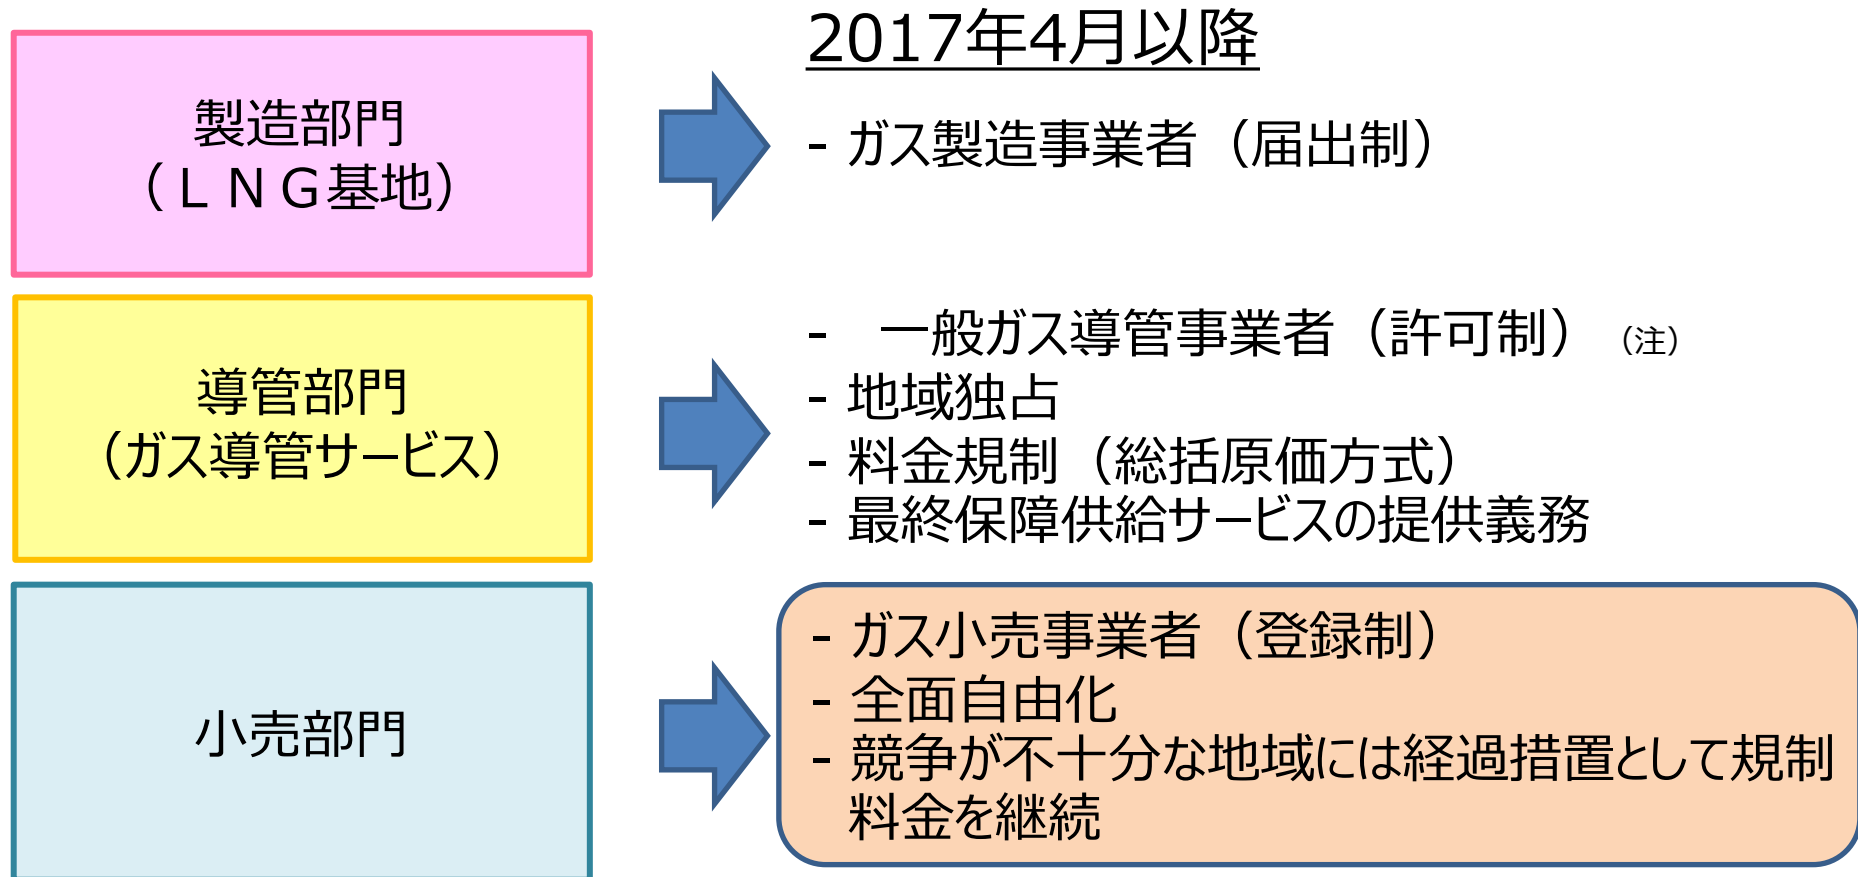 2017年4月以降
製造部門
（ＬＮＧ基地）
- ガス製造事業者（届出制）
導管部門
（ガス導管サービス）
- 一般ガス導管事業者（許可制）（注）
- 地域独占
- 料金規制（総括原価方式）
- 最終保障供給サービスの提供義務
小売部門
- ガス小売事業者（登録制）
- 全面自由化
- 競争が不十分な地域には経過措置として規制
料金を継続